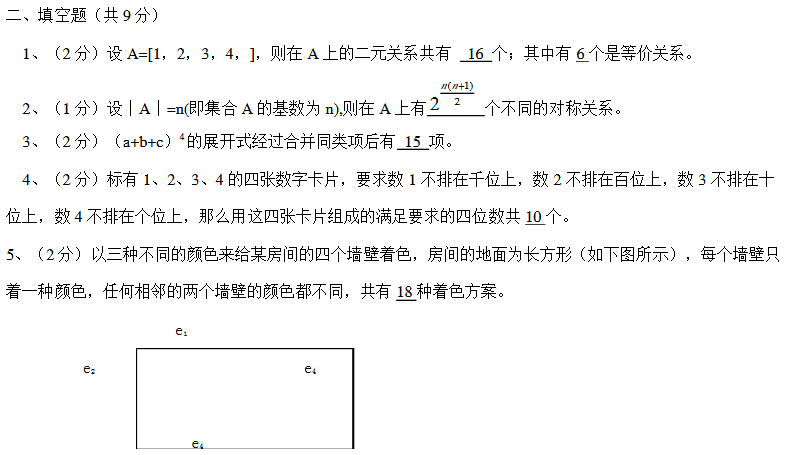 二、填空题（共 9 分）
1、（2 分）设 A=[1，2，3，4，]，则在 A 上的二元关系共有 16 个；其中有 6 个是等价关系。
2、（1 分）设︱A︱=n(即集合 A 的基数为 n),则在 A 上有 2^{n(n+1)/2} 个不同的对称关系。
3、（2 分）（a+b+c）⁴ 的展开式经过合并同类项后有 15 项。
4、（2 分）标有 1、2、3、4 的四张数字卡片，要求数 1 不排在千位上，数 2 不排在百位上，数 3 不排在十
位上，数 4 不排在个位上，那么用这四张卡片组成的满足要求的四位数共 10 个。
5、（2 分）以三种不同的颜色来给某房间的四个墙壁着色，房间的地面为长方形（如下图所示），每个墙壁只
着一种颜色，任何相邻的两个墙壁的颜色都不同，共有 18 种着色方案。
e₁
e₂ e₄
e₄